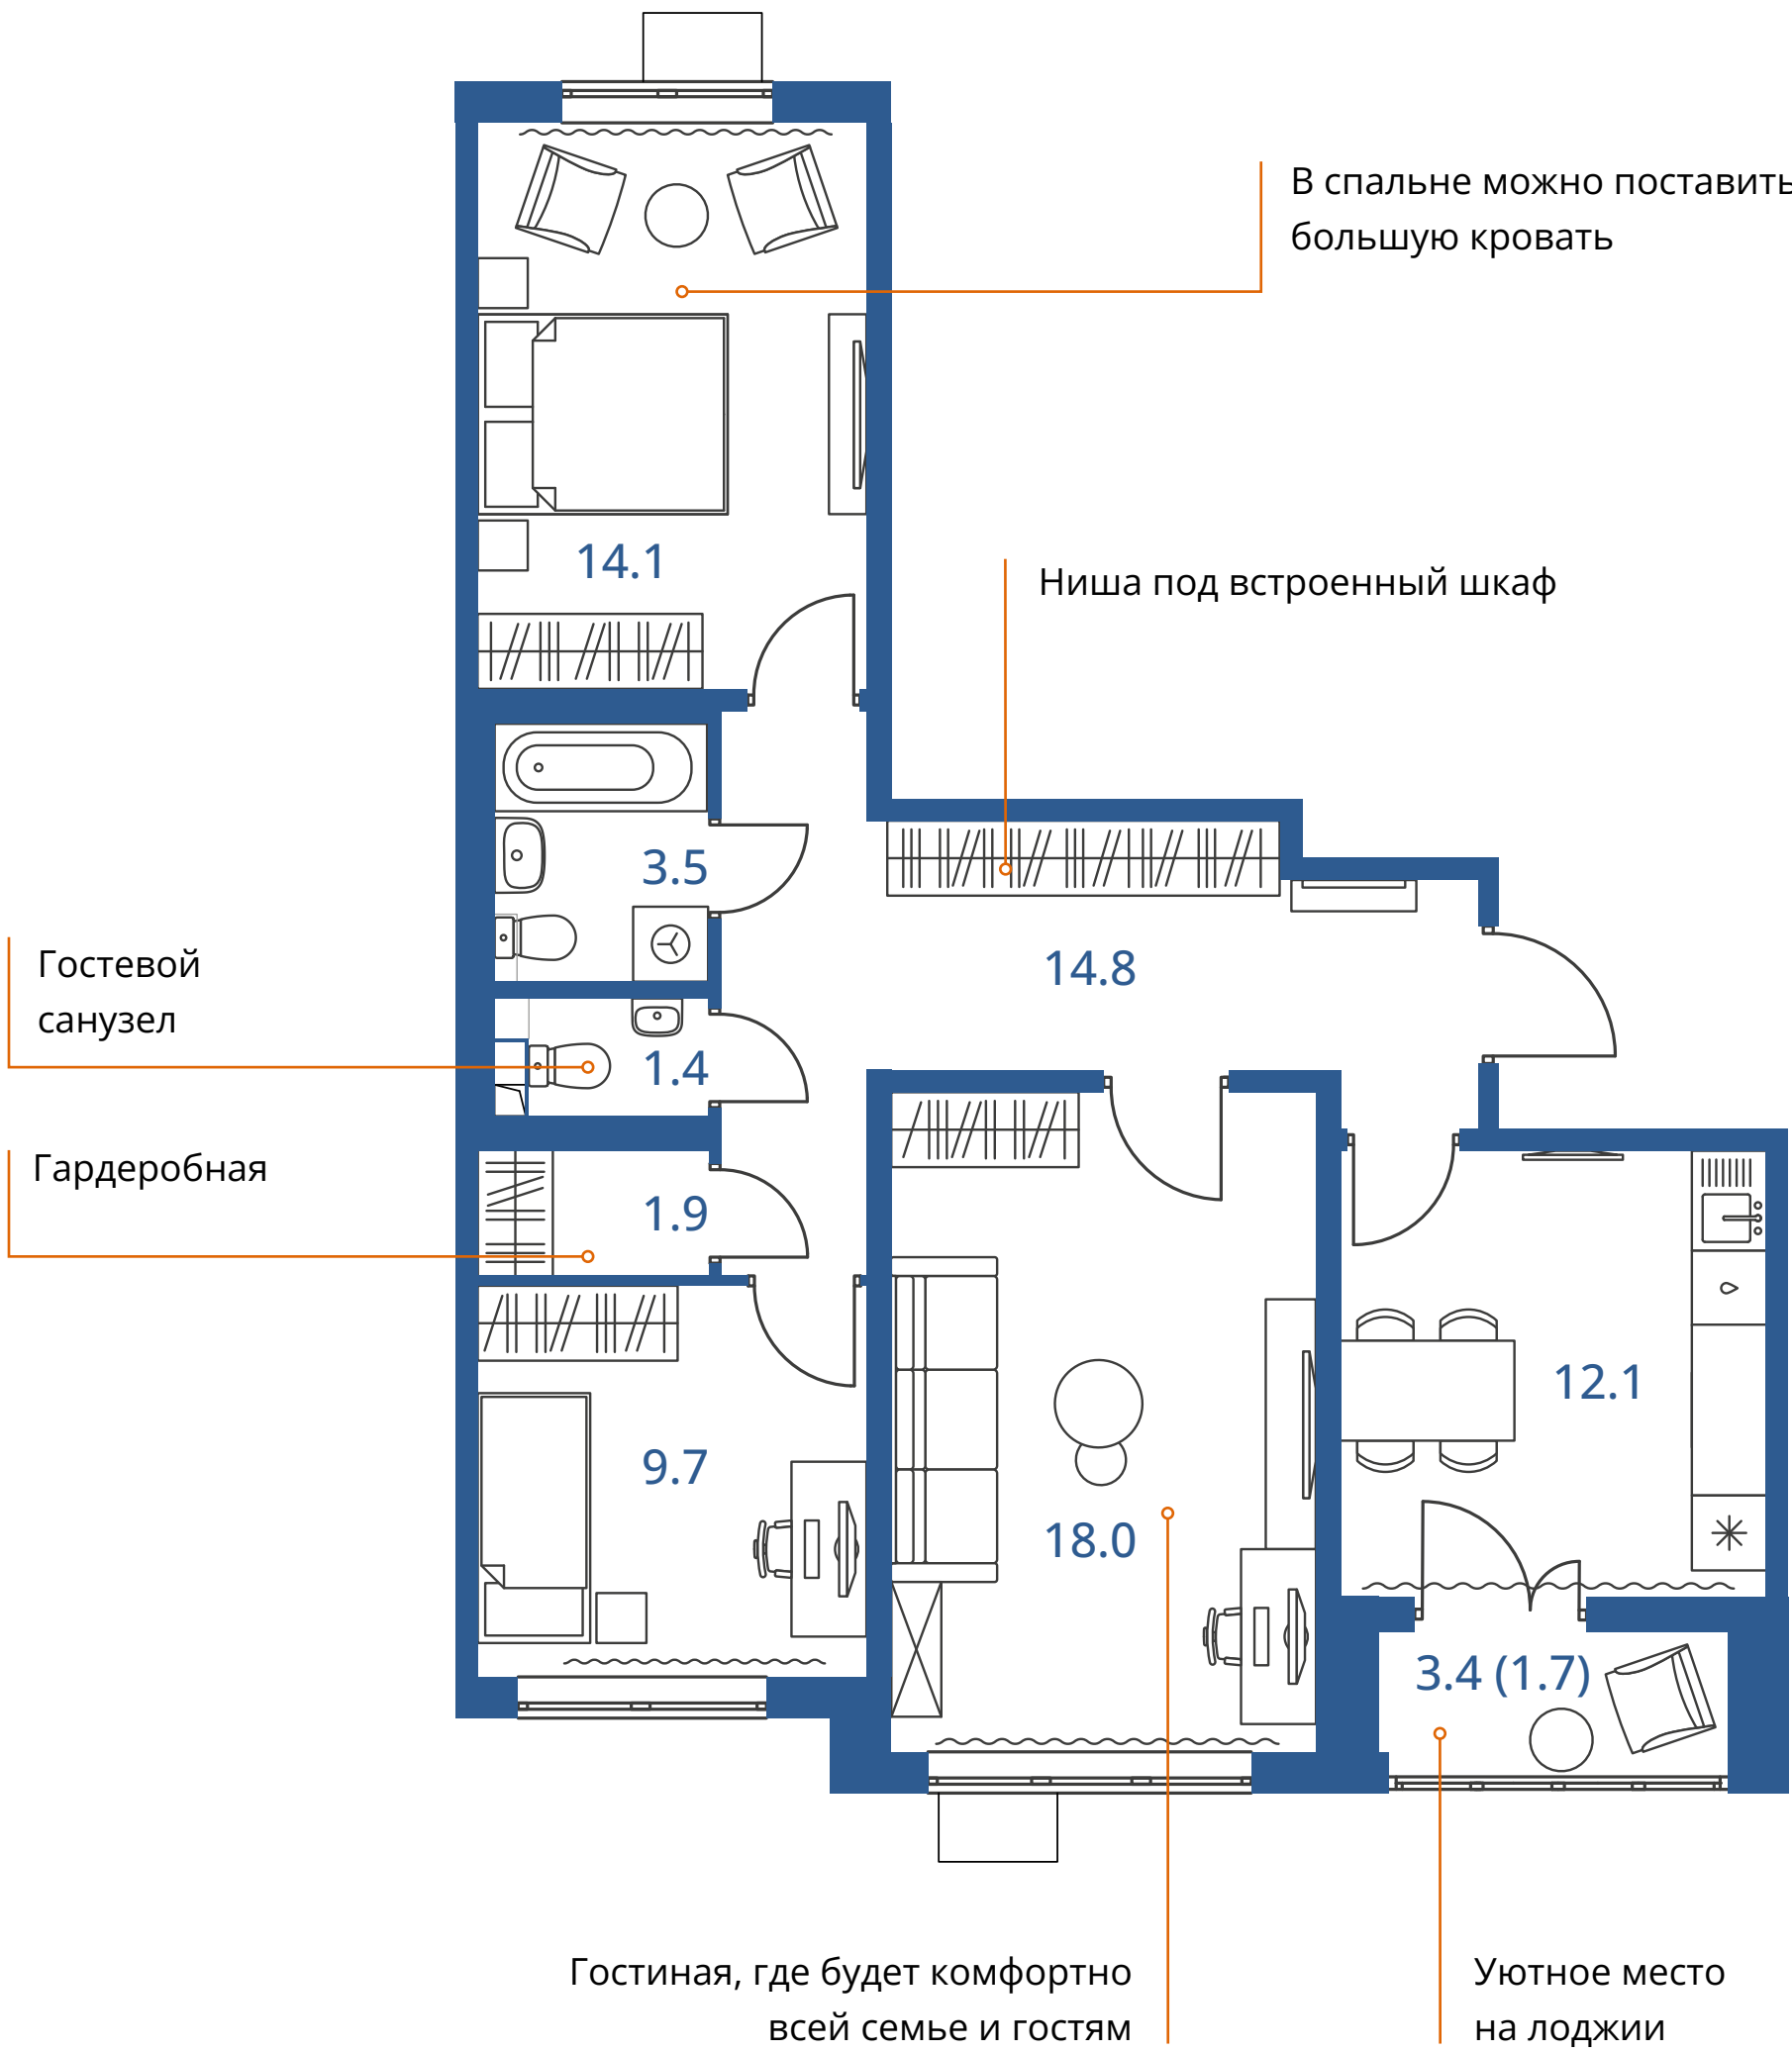 В спальне можно поставить
большую кровать
14.1
Ниша под встроенный шкаф
3.5
14.8
Гостевой
санузел
1.4
Гардеробная
1.9
12.1
9.7
18.0
3.4 (1.7)
Гостиная, где будет комфортно
всей семье и гостям
Уютное место
на лоджии